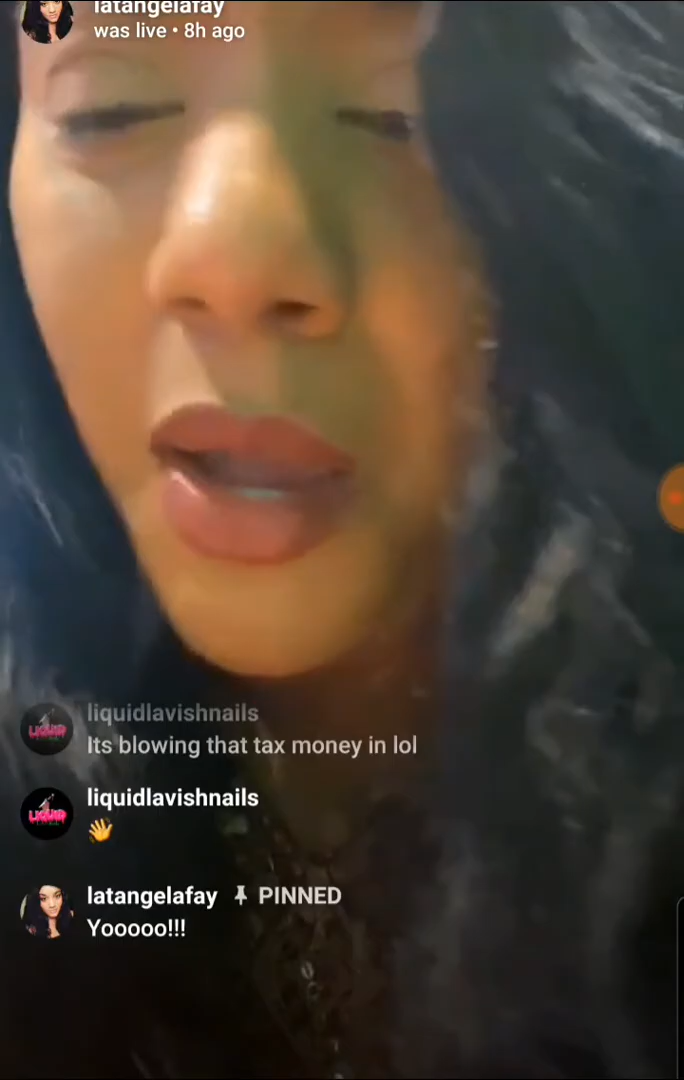 latangelafay
was live • 8h ago
liquidlavishnails
Its blowing that tax money in lol
liquidlavishnails
👋
latangelafay PINNED
Yooooo!!!